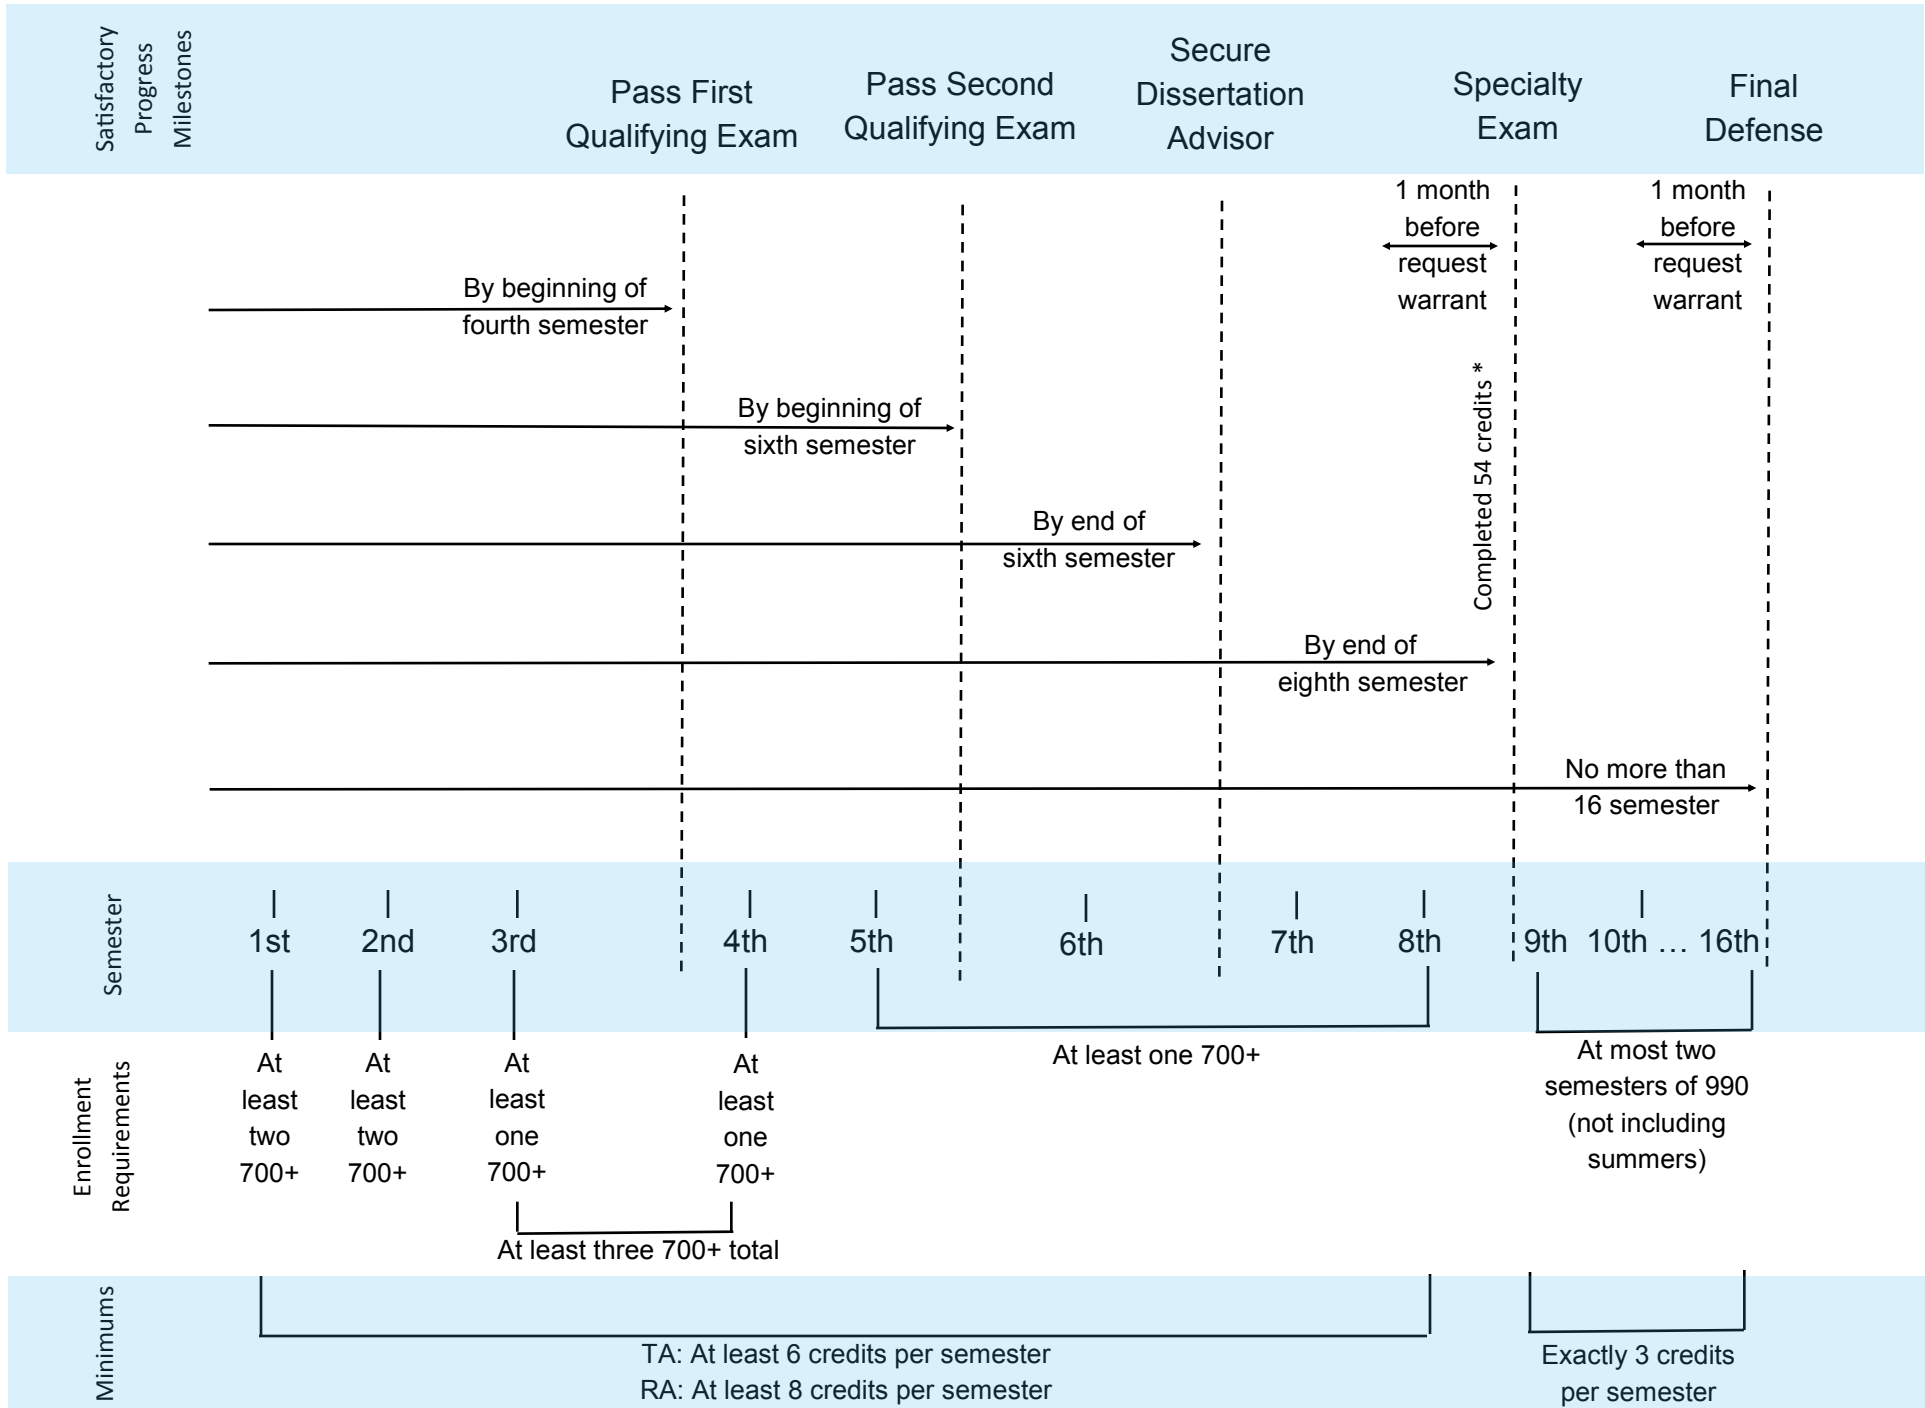 Satisfactory
Progress
Milestones
Pass First
Qualifying Exam
Pass Second
Qualifying Exam
Secure
Dissertation
Advisor
Specialty
Exam
Final
Defense
1 month
before
request
warrant
1 month
before
request
warrant
By beginning of
fourth semester
By beginning of
sixth semester
Completed 54 credits *
By end of
sixth semester
By end of
eighth semester
No more than
16 semester
Semester
1st
2nd
3rd
4th
5th
6th
7th
8th
9th
10th … 16th
Enrollment
Requirements
At
least
two
700+
At
least
two
700+
At
least
one
700+
At
least
one
700+
At least three 700+ total
At least one 700+
At most two
semesters of 990
(not including
summers)
Minimums
TA: At least 6 credits per semester
RA: At least 8 credits per semester
Exactly 3 credits
per semester